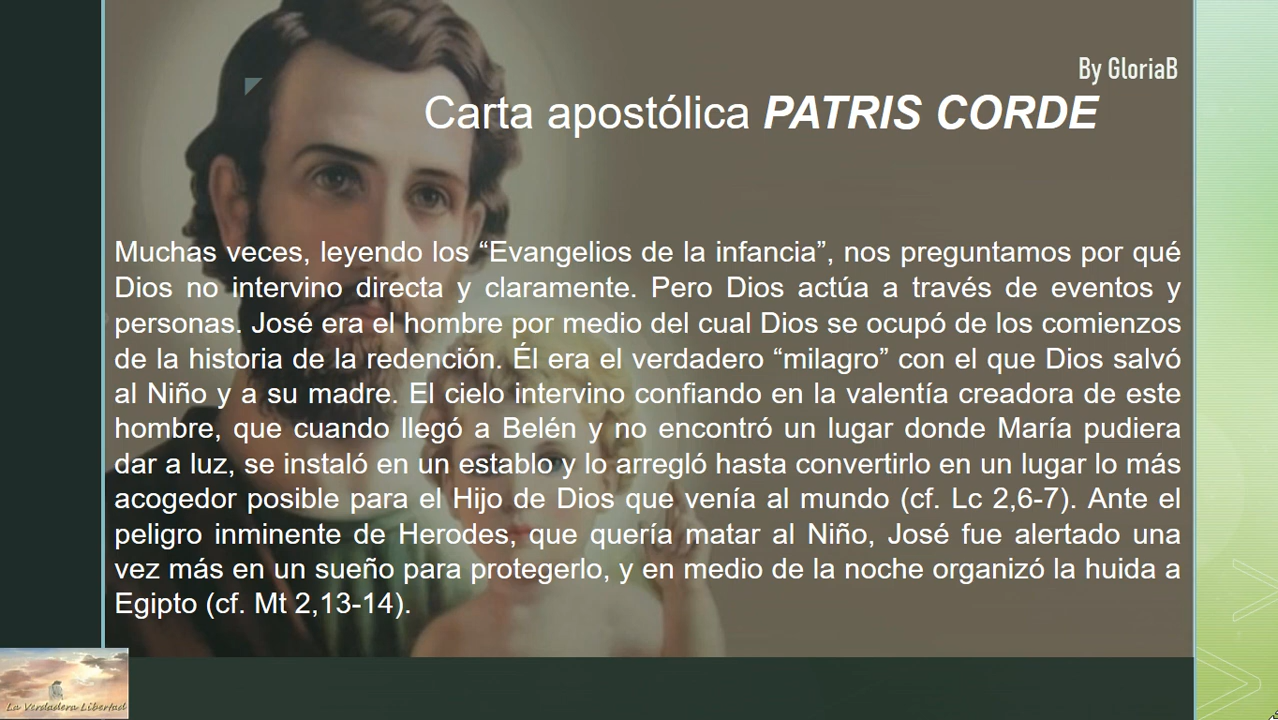 By GloriaB
Carta apostólica PATRIS CORDE
Muchas veces, leyendo los “Evangelios de la infancia”, nos preguntamos por qué
Dios no intervino directa y claramente. Pero Dios actúa a través de eventos y
personas. José era el hombre por medio del cual Dios se ocupó de los comienzos
de la historia de la redención. Él era el verdadero “milagro” con el que Dios salvó
al Niño y a su madre. El cielo intervino confiando en la valentía creadora de este
hombre, que cuando llegó a Belén y no encontró un lugar donde María pudiera
dar a luz, se instaló en un establo y lo arregló hasta convertirlo en un lugar lo más
acogedor posible para el Hijo de Dios que venía al mundo (cf. Lc 2,6-7). Ante el
peligro inminente de Herodes, que quería matar al Niño, José fue alertado una
vez más en un sueño para protegerlo, y en medio de la noche organizó la huida a
Egipto (cf. Mt 2,13-14).
La Verdadera Libertad